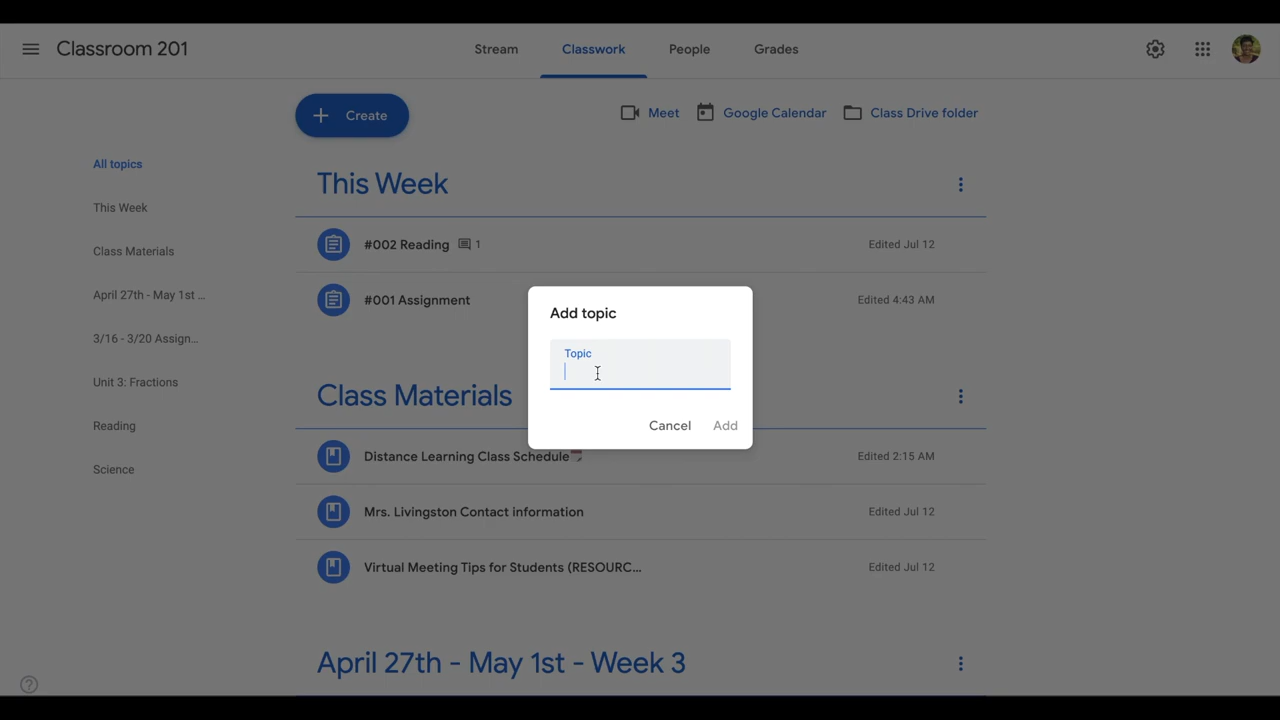 Classroom 201
Stream
Classwork
People
Grades
Create
Meet
Google Calendar
Class Drive folder
All topics
This Week
Class Materials
April 27th - May 1st ...
3/16 - 3/20 Assign...
Unit 3: Fractions
Reading
Science
This Week
#002 Reading 1
Edited Jul 12
#001 Assignment
Edited 4:43 AM
Add topic
Topic
Cancel
Add
Class Materials
Distance Learning Class Schedule
Edited 2:15 AM
Mrs. Livingston Contact information
Edited Jul 12
Virtual Meeting Tips for Students (RESOURC...
Edited Jul 12
April 27th - May 1st - Week 3